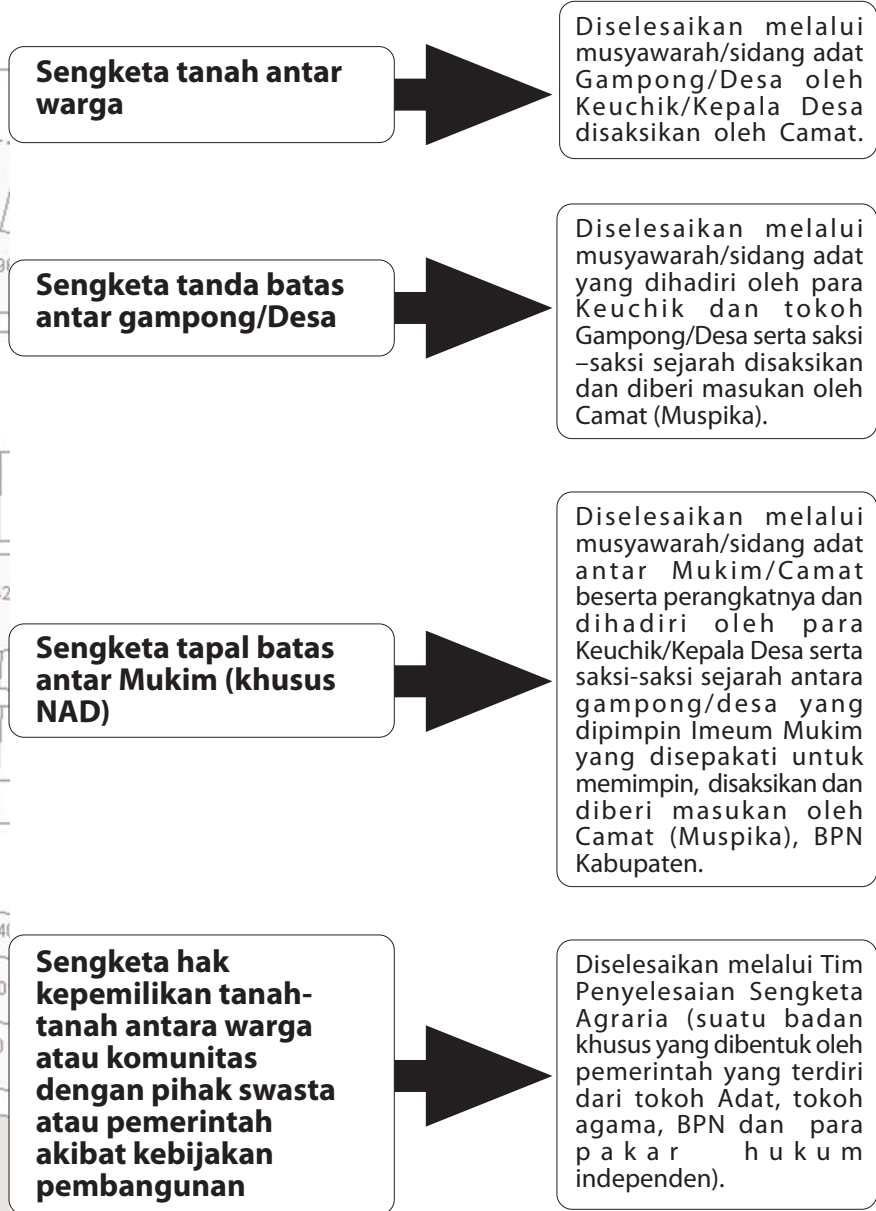 Sengketa tanah antar
warga
Diselesaikan melalui
musyawarah/sidang adat
Gampong/Desa oleh
Keuchik/Kepala Desa
disaksikan oleh Camat.
Sengketa tanda batas
antar gampong/Desa
Diselesaikan melalui
musyawarah/sidang adat
yang dihadiri oleh para
Keuchik dan tokoh
Gampong/Desa serta saksi
–saksi sejarah disaksikan
dan diberi masukan oleh
Camat (Muspika).
Sengketa tapal batas
antar Mukim (khusus
NAD)
Diselesaikan melalui
musyawarah/sidang adat
antar Mukim/Camat
beserta perangkatnya dan
dihadiri oleh para
Keuchik/Kepala Desa serta
saksi-saksi sejarah antara
gampong/desa yang
dipimpin Imeum Mukim
yang disepakati untuk
memimpin, disaksikan dan
diberi masukan oleh
Camat (Muspika), BPN
Kabupaten.
Sengketa hak
kepemilikan tanah-
tanah antara warga
atau komunitas
dengan pihak swasta
atau pemerintah
akibat kebijakan
pembangunan
Diselesaikan melalui Tim
Penyelesaian Sengketa
Agraria (suatu badan
khusus yang dibentuk oleh
pemerintah yang terdiri
dari tokoh Adat, tokoh
agama, BPN dan para
pakar hukum
independen).